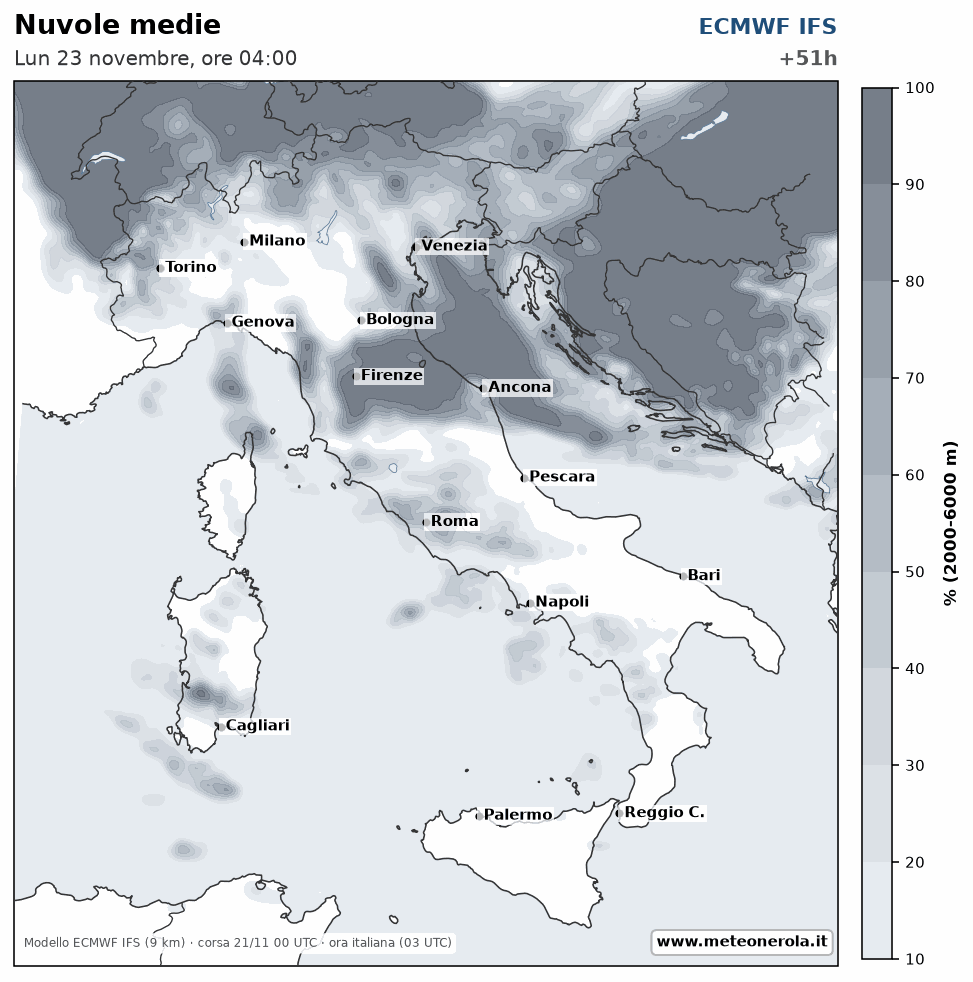 Nuvole medie
ECMWF IFS
Lun 23 novembre, ore 04:00
+51h
100
90
80
70
60
50
40
30
20
10
% (2000-6000 m)
Milano
Venezia
Torino
Genova
Bologna
Firenze
Ancona
Pescara
Roma
Bari
Napoli
Cagliari
Palermo
Reggio C.
Modello ECMWF IFS (9 km) · corsa 21/11 00 UTC · ora italiana (03 UTC)
www.meteonerola.it